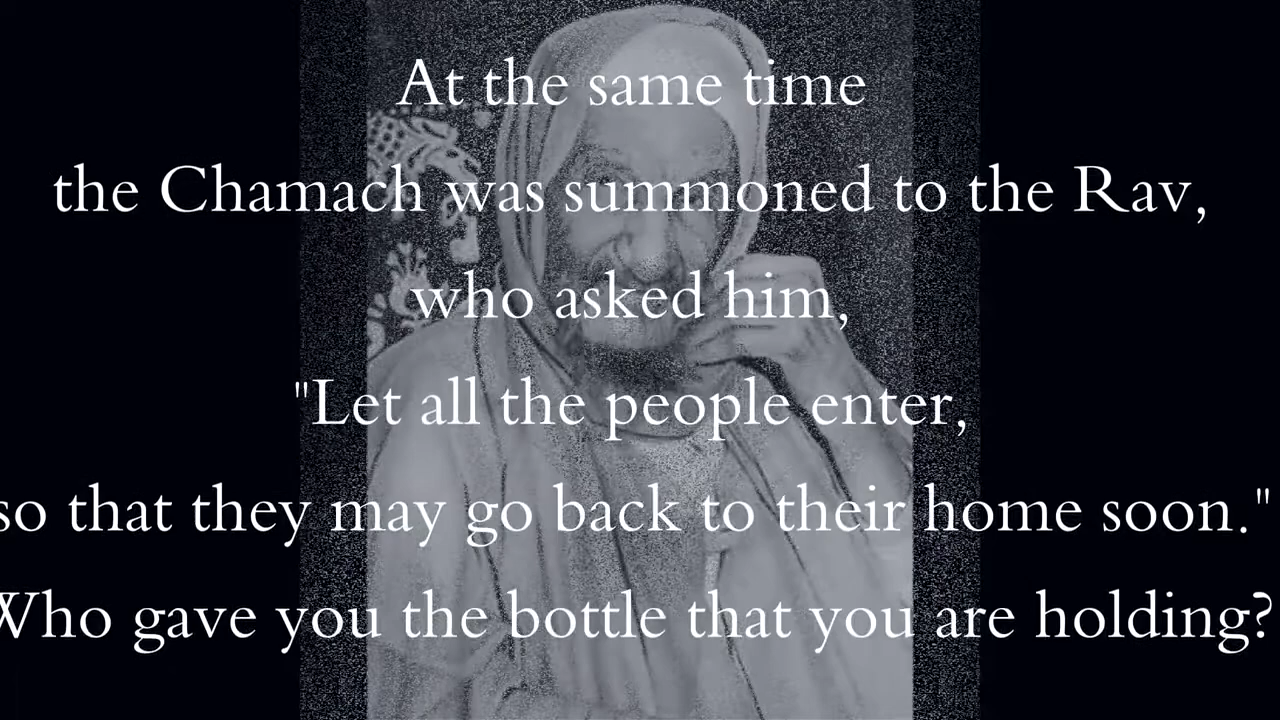 At the same time
the Chamach was summoned to the Rav,
who asked him,
"Let all the people enter,
so that they may go back to their home soon."
Who gave you the bottle that you are holding?